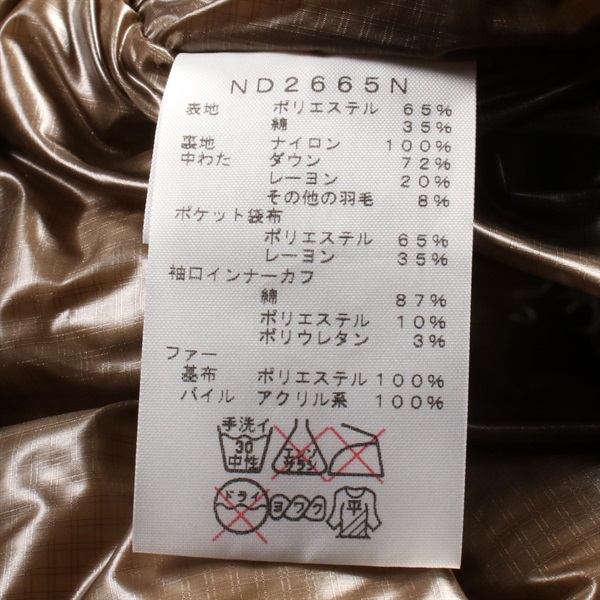 ND2665N
表地 ポリエステル 65%
綿 35%
裏地 ナイロン 100%
中わた ダウン 72%
レーヨン 20%
その他の羽毛 8%
ポケット袋布
ポリエステル 65%
レーヨン 35%
袖口インナーカフ
綿 87%
ポリエステル 10%
ポリウレタン 3%
ファー
基布 ポリエステル 100%
パイル アクリル系 100%
手洗イ
30
中性
エンソ
サラシ
ドライ
ヨワク
平